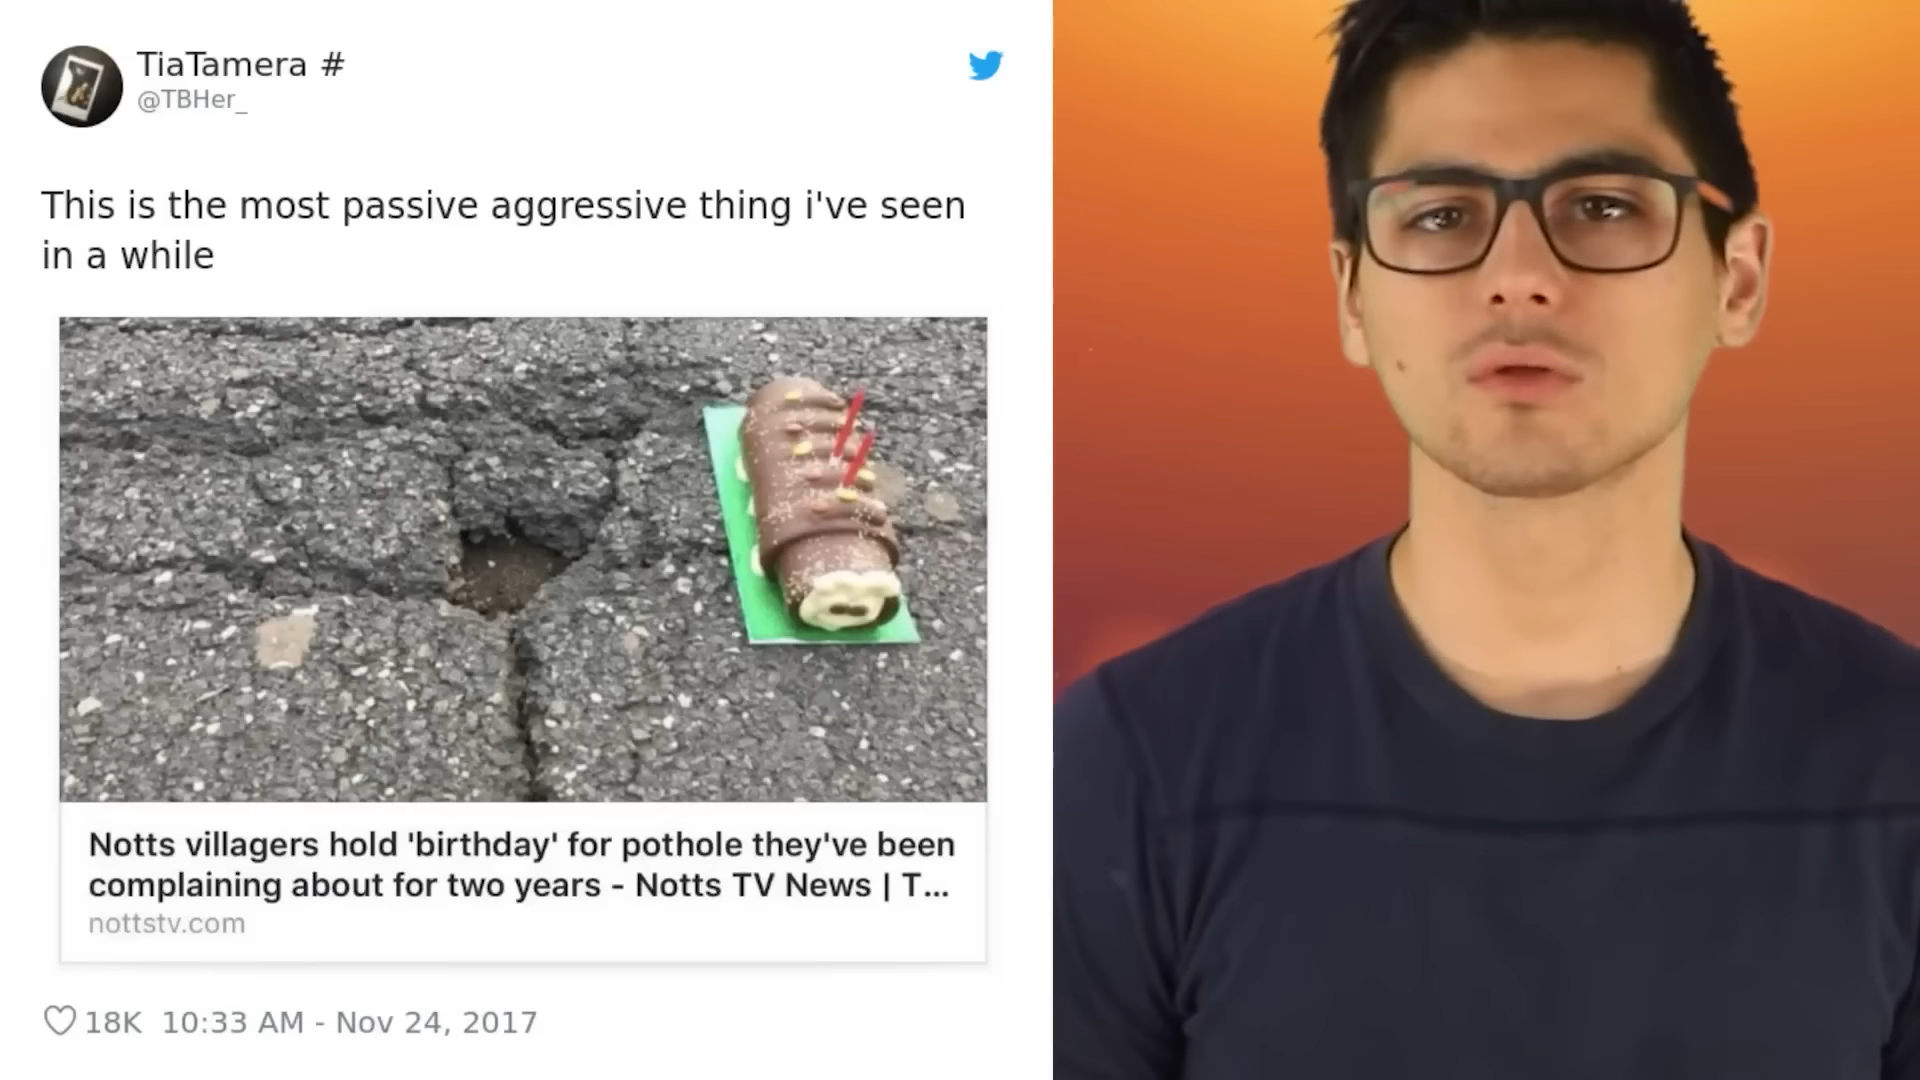 TiaTamera #
@TBHer_
This is the most passive aggressive thing i've seen
in a while
Notts villagers hold 'birthday' for pothole they've been
complaining about for two years - Notts TV News | T...
nottstv.com
18K 10:33 AM - Nov 24, 2017